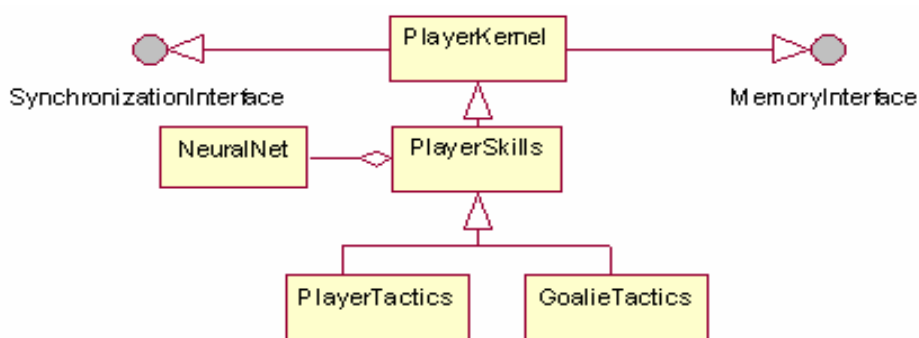 PlayerKernel
SynchronizationInterface
MemoryInterface
NeuralNet
PlayerSkills
PlayerTactics
GoalieTactics